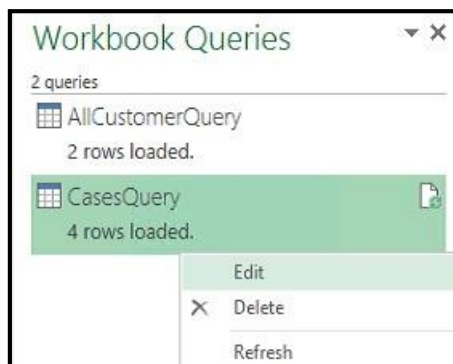 Workbook Queries
2 queries
AllCustomerQuery
2 rows loaded.
CasesQuery
4 rows loaded.
Edit
Delete
Refresh